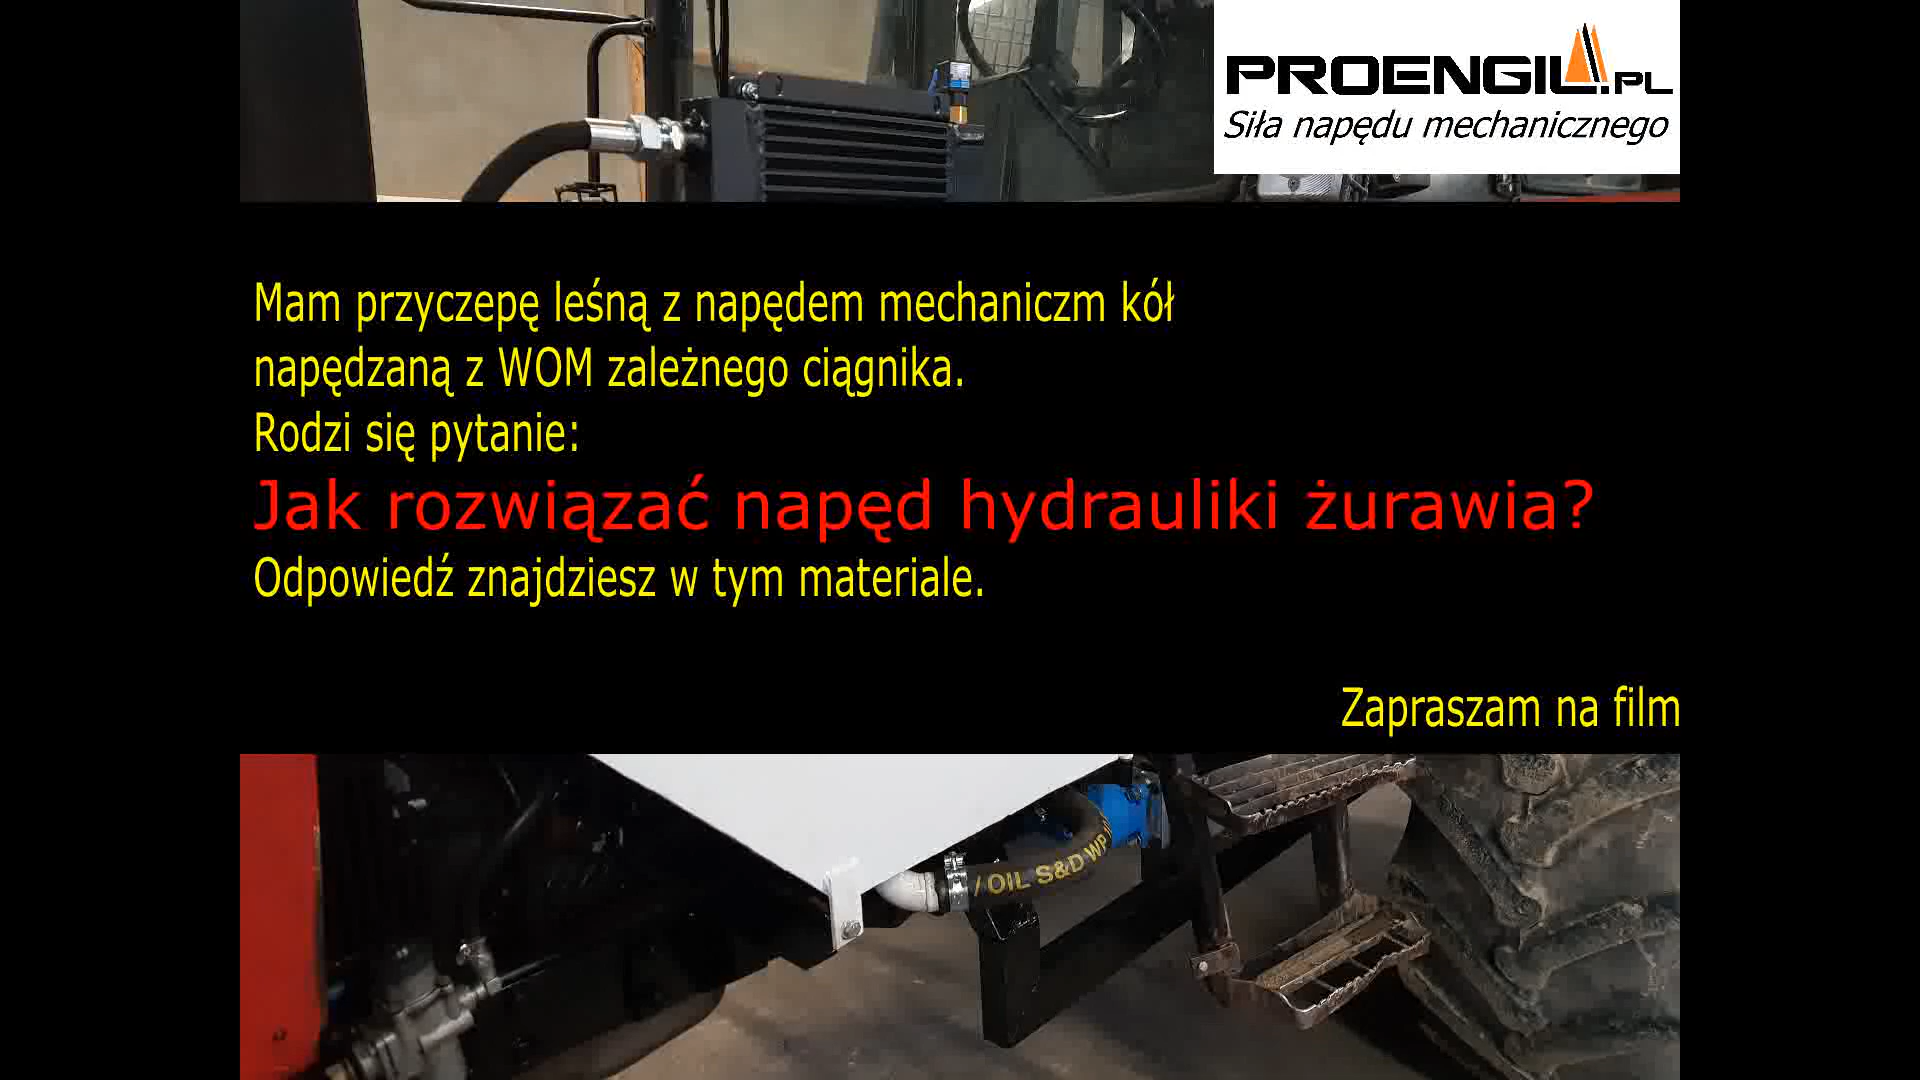 PROENGIL.PL
Siła napędu mechanicznego
Mam przyczepę leśną z napędem mechaniczm kół
napędzaną z WOM zależnego ciągnika.
Rodzi się pytanie:
Jak rozwiązać napęd hydrauliki żurawia?
Odpowiedź znajdziesz w tym materiale.
Zapraszam na film
/ OIL S&D WP